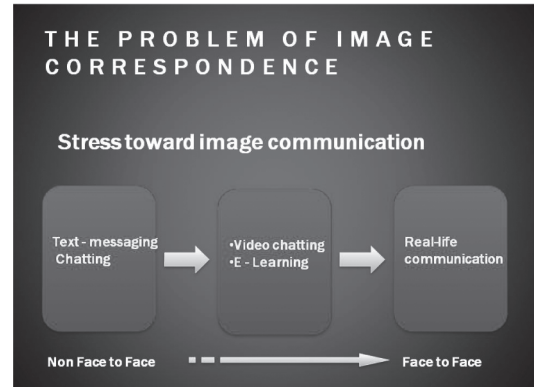 THE PROBLEM OF IMAGE
CORRESPONDENCE
Stress toward image communication
Text - messaging
Chatting
•Video chatting
•E - Learning
Real-life
communication
Non Face to Face
Face to Face